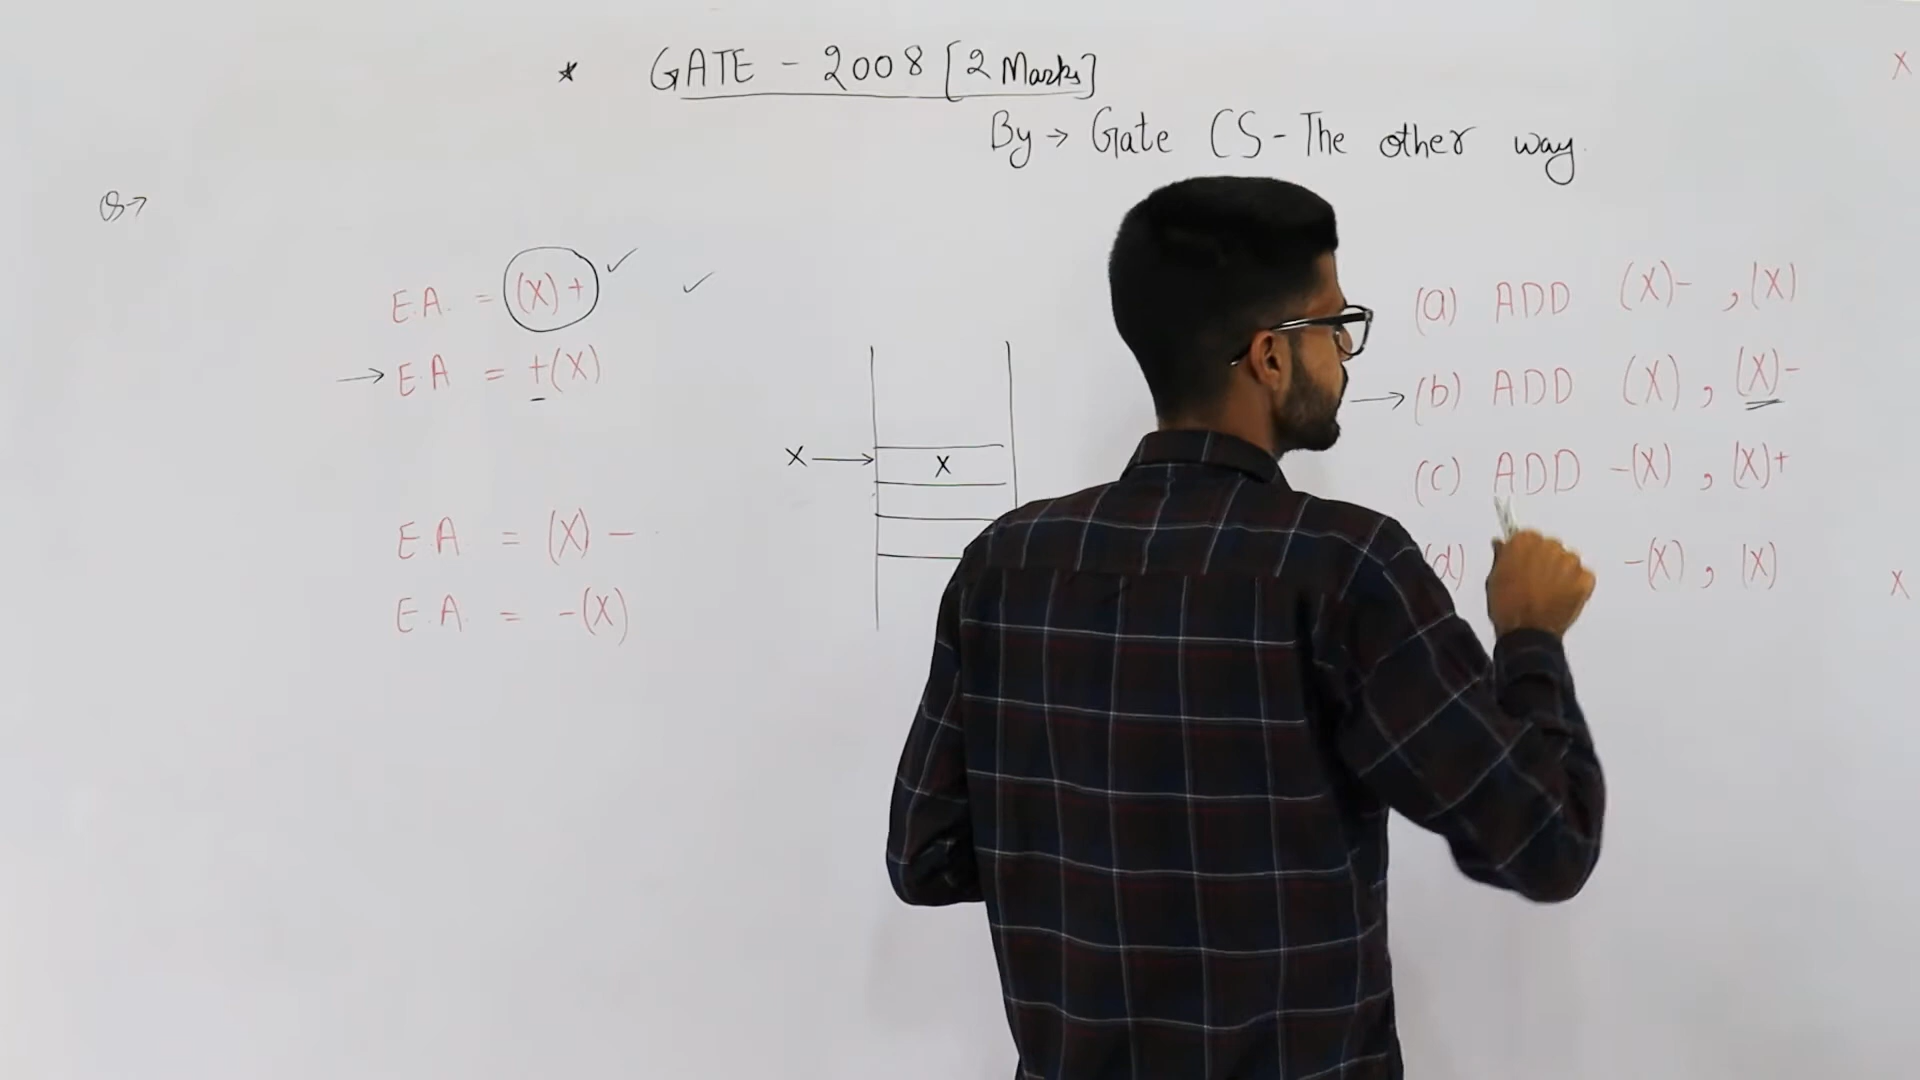 * GATE - 2008 [2 Marks]
By → Gate CS - The other way
Q→
E.A. = (X)+ ✓ ✓
→ E.A = +(X)
E.A = (X) -
E.A. = -(X)
X → X
(a) ADD (X)- , (X)
→ (b) ADD (X) , (X)-
(c) ADD -(X) , (X)+
(d) -(X) , (X)
X
X